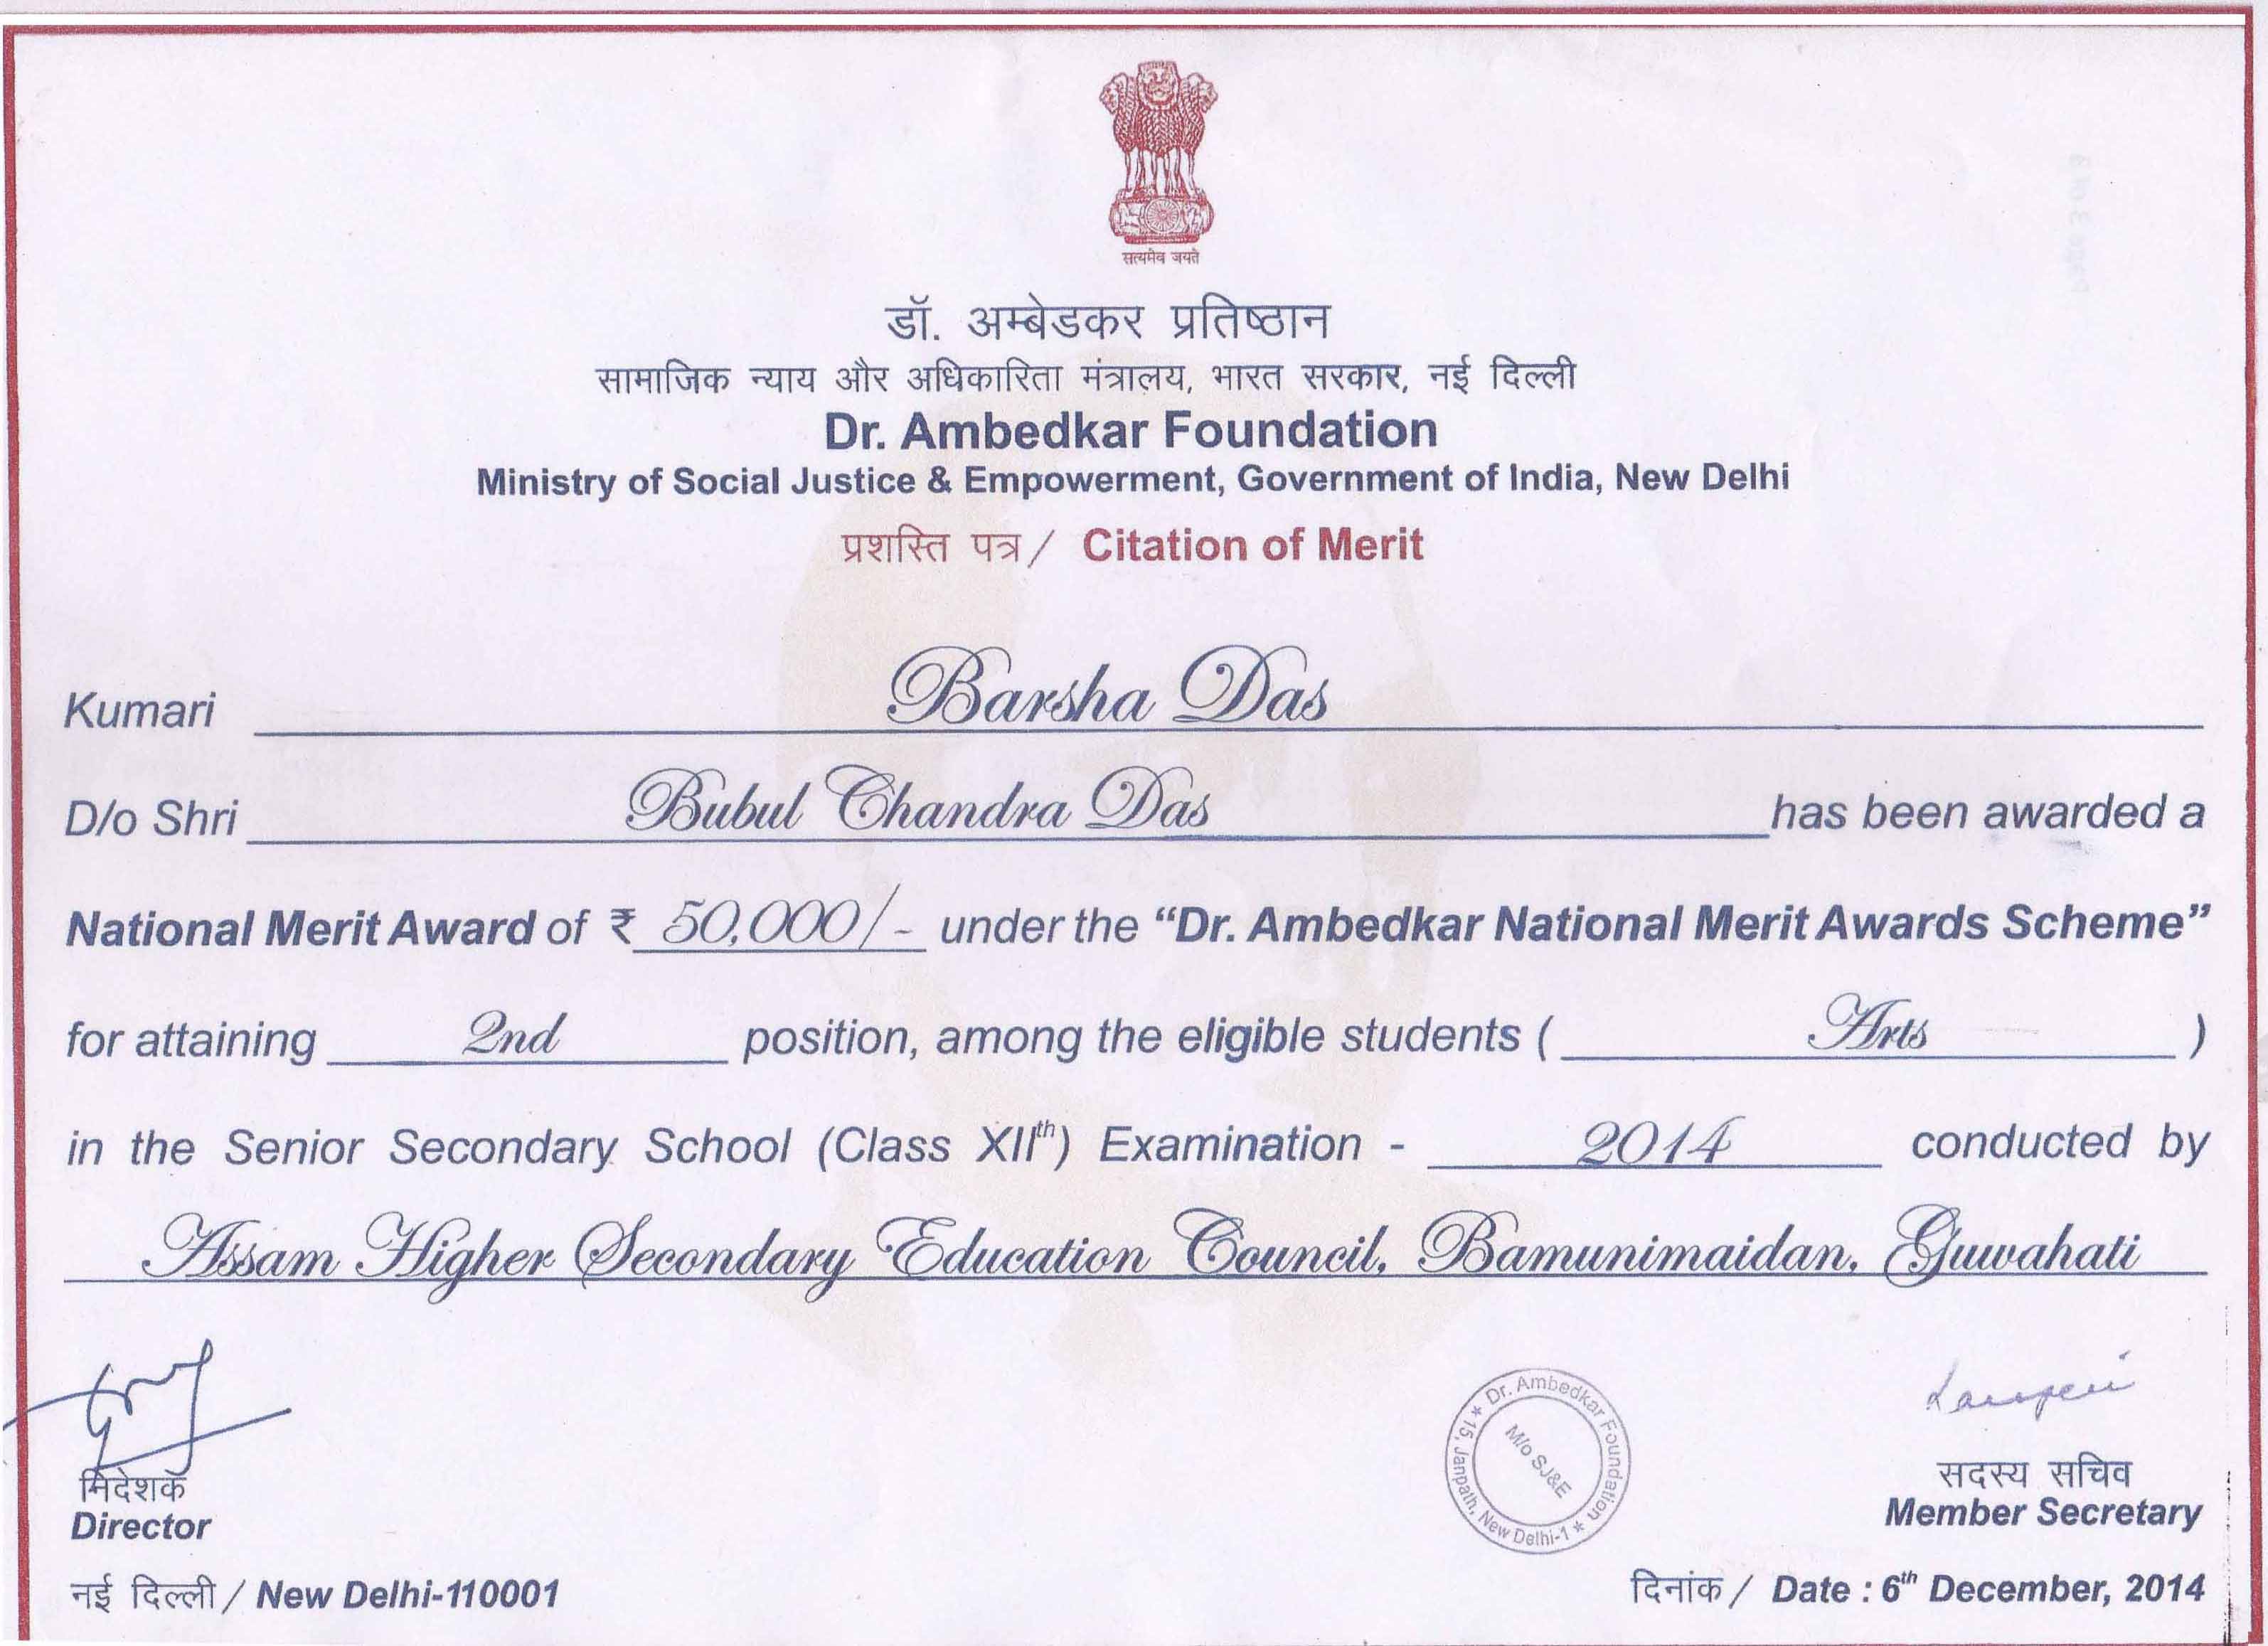 सत्यमेव जयते
डॉ. अम्बेडकर प्रतिष्ठान
सामाजिक न्याय और अधिकारिता मंत्रालय, भारत सरकार, नई दिल्ली
Dr. Ambedkar Foundation
Ministry of Social Justice & Empowerment, Government of India, New Delhi
प्रशस्ति पत्र / Citation of Merit
Kumari Barsha Das
D/o Shri Bubul Chandra Das has been awarded a
National Merit Award of ₹ 50,000/- under the “Dr. Ambedkar National Merit Awards Scheme”
for attaining 2nd position, among the eligible students ( Arts )
in the Senior Secondary School (Class XIIth) Examination - 2014 conducted by
Assam Higher Secondary Education Council, Bamunimaidan, Guwahati
* Dr. Ambedkar Foundation * 15, Janpath, New Delhi-1
M/o SJ&E
निदेशक
Director
सदस्य सचिव
Member Secretary
नई दिल्ली / New Delhi-110001
दिनांक / Date : 6th December, 2014